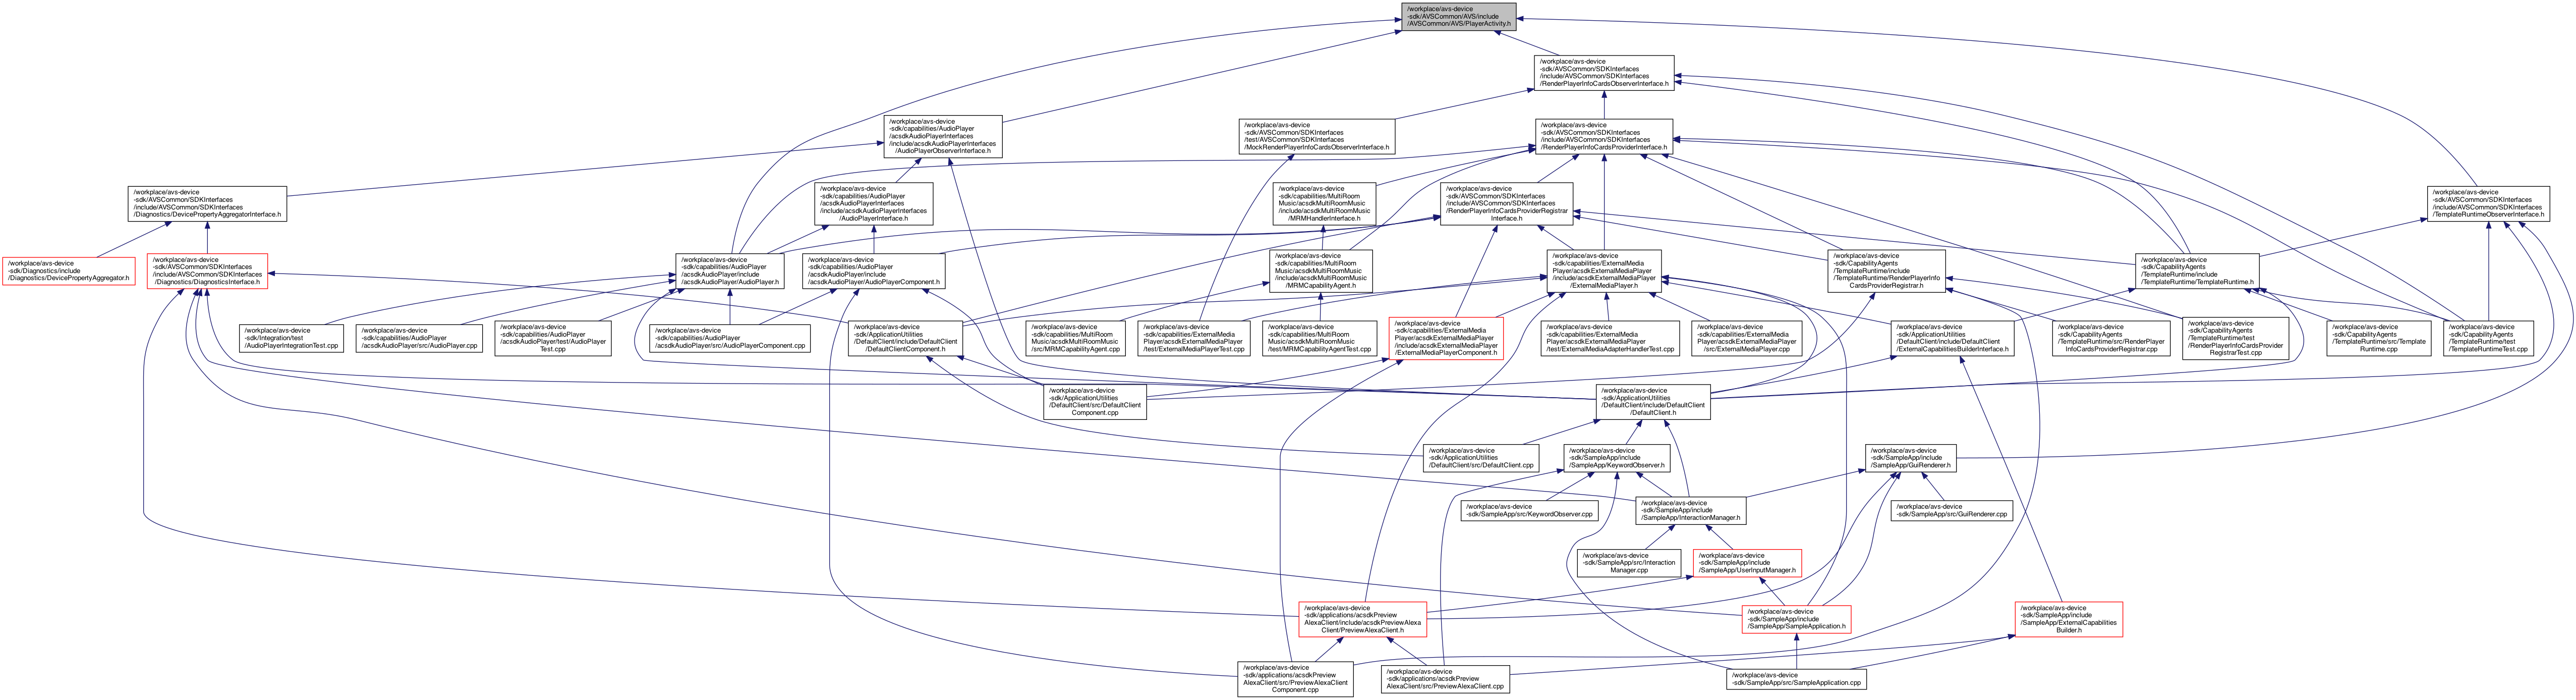 /workplace/avs-device
-sdk/AVSCommon/AVS/include
/AVSCommon/AVS/PlayerActivity.h
/workplace/avs-device
-sdk/AVSCommon/SDKInterfaces
/include/AVSCommon/SDKInterfaces
/RenderPlayerInfoCardsObserverInterface.h
/workplace/avs-device
-sdk/capabilities/AudioPlayer
/acsdkAudioPlayerInterfaces
/include/acsdkAudioPlayerInterfaces
/AudioPlayerObserverInterface.h
/workplace/avs-device
-sdk/AVSCommon/SDKInterfaces
/test/AVSCommon/SDKInterfaces
/MockRenderPlayerInfoCardsObserverInterface.h
/workplace/avs-device
-sdk/AVSCommon/SDKInterfaces
/include/AVSCommon/SDKInterfaces
/RenderPlayerInfoCardsProviderInterface.h
/workplace/avs-device
-sdk/AVSCommon/SDKInterfaces
/include/AVSCommon/SDKInterfaces
/Diagnostics/DevicePropertyAggregatorInterface.h
/workplace/avs-device
-sdk/capabilities/AudioPlayer
/acsdkAudioPlayerInterfaces
/include/acsdkAudioPlayerInterfaces
/AudioPlayerInterface.h
/workplace/avs-device
-sdk/capabilities/MultiRoom
Music/acsdkMultiRoomMusic
/include/acsdkMultiRoomMusic
/MRMHandlerInterface.h
/workplace/avs-device
-sdk/AVSCommon/SDKInterfaces
/include/AVSCommon/SDKInterfaces
/RenderPlayerInfoCardsProviderRegistrar
Interface.h
/workplace/avs-device
-sdk/AVSCommon/SDKInterfaces
/include/AVSCommon/SDKInterfaces
/TemplateRuntimeObserverInterface.h
/workplace/avs-device
-sdk/Diagnostics/include
/Diagnostics/DevicePropertyAggregator.h
/workplace/avs-device
-sdk/AVSCommon/SDKInterfaces
/include/AVSCommon/SDKInterfaces
/Diagnostics/DiagnosticsInterface.h
/workplace/avs-device
-sdk/capabilities/AudioPlayer
/acsdkAudioPlayer/include
/acsdkAudioPlayer/AudioPlayer.h
/workplace/avs-device
-sdk/capabilities/AudioPlayer
/acsdkAudioPlayer/include
/acsdkAudioPlayer/AudioPlayerComponent.h
/workplace/avs-device
-sdk/capabilities/MultiRoom
Music/acsdkMultiRoomMusic
/include/acsdkMultiRoomMusic
/MRMCapabilityAgent.h
/workplace/avs-device
-sdk/capabilities/ExternalMedia
Player/acsdkExternalMediaPlayer
/include/acsdkExternalMediaPlayer
/ExternalMediaPlayer.h
/workplace/avs-device
-sdk/CapabilityAgents
/TemplateRuntime/include
/TemplateRuntime/RenderPlayerInfo
CardsProviderRegistrar.h
/workplace/avs-device
-sdk/CapabilityAgents
/TemplateRuntime/include
/TemplateRuntime/TemplateRuntime.h
/workplace/avs-device
-sdk/Integration/test
/AudioPlayerIntegrationTest.cpp
/workplace/avs-device
-sdk/capabilities/AudioPlayer
/acsdkAudioPlayer/src/AudioPlayer.cpp
/workplace/avs-device
-sdk/capabilities/AudioPlayer
/acsdkAudioPlayer/test/AudioPlayer
Test.cpp
/workplace/avs-device
-sdk/capabilities/AudioPlayer
/acsdkAudioPlayer/src/AudioPlayerComponent.cpp
/workplace/avs-device
-sdk/ApplicationUtilities
/DefaultClient/include/DefaultClient
/DefaultClientComponent.h
/workplace/avs-device
-sdk/capabilities/MultiRoom
Music/acsdkMultiRoomMusic
/src/MRMCapabilityAgent.cpp
/workplace/avs-device
-sdk/capabilities/ExternalMedia
Player/acsdkExternalMediaPlayer
/test/ExternalMediaPlayerTest.cpp
/workplace/avs-device
-sdk/capabilities/MultiRoom
Music/acsdkMultiRoomMusic
/test/MRMCapabilityAgentTest.cpp
/workplace/avs-device
-sdk/capabilities/ExternalMedia
Player/acsdkExternalMediaPlayer
/include/acsdkExternalMediaPlayer
/ExternalMediaPlayerComponent.h
/workplace/avs-device
-sdk/capabilities/ExternalMedia
Player/acsdkExternalMediaPlayer
/test/ExternalMediaAdapterHandlerTest.cpp
/workplace/avs-device
-sdk/capabilities/ExternalMedia
Player/acsdkExternalMediaPlayer
/src/ExternalMediaPlayer.cpp
/workplace/avs-device
-sdk/ApplicationUtilities
/DefaultClient/include/DefaultClient
/ExternalCapabilitiesBuilderInterface.h
/workplace/avs-device
-sdk/CapabilityAgents
/TemplateRuntime/src/RenderPlayer
InfoCardsProviderRegistrar.cpp
/workplace/avs-device
-sdk/CapabilityAgents
/TemplateRuntime/test
/RenderPlayerInfoCardsProvider
RegistrarTest.cpp
/workplace/avs-device
-sdk/CapabilityAgents
/TemplateRuntime/src/Template
Runtime.cpp
/workplace/avs-device
-sdk/CapabilityAgents
/TemplateRuntime/test
/TemplateRuntimeTest.cpp
/workplace/avs-device
-sdk/ApplicationUtilities
/DefaultClient/src/DefaultClient
Component.cpp
/workplace/avs-device
-sdk/ApplicationUtilities
/DefaultClient/include/DefaultClient
/DefaultClient.h
/workplace/avs-device
-sdk/ApplicationUtilities
/DefaultClient/src/DefaultClient.cpp
/workplace/avs-device
-sdk/SampleApp/include
/SampleApp/KeywordObserver.h
/workplace/avs-device
-sdk/SampleApp/include
/SampleApp/GuiRenderer.h
/workplace/avs-device
-sdk/SampleApp/src/KeywordObserver.cpp
/workplace/avs-device
-sdk/SampleApp/include
/SampleApp/InteractionManager.h
/workplace/avs-device
-sdk/SampleApp/src/GuiRenderer.cpp
/workplace/avs-device
-sdk/SampleApp/src/Interaction
Manager.cpp
/workplace/avs-device
-sdk/SampleApp/include
/SampleApp/UserInputManager.h
/workplace/avs-device
-sdk/applications/acsdkPreview
AlexaClient/include/acsdkPreviewAlexa
Client/PreviewAlexaClient.h
/workplace/avs-device
-sdk/SampleApp/include
/SampleApp/SampleApplication.h
/workplace/avs-device
-sdk/SampleApp/include
/SampleApp/ExternalCapabilities
Builder.h
/workplace/avs-device
-sdk/applications/acsdkPreview
AlexaClient/src/PreviewAlexaClient
Component.cpp
/workplace/avs-device
-sdk/applications/acsdkPreview
AlexaClient/src/PreviewAlexaClient.cpp
/workplace/avs-device
-sdk/SampleApp/src/SampleApplication.cpp